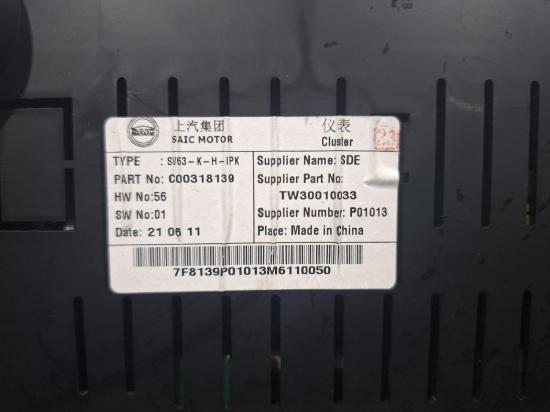 SAIC
上汽集团
SAIC MOTOR
仪表
Cluster
23
TYPE : SV63-K-H-IPK
PART No: C00318139
HW No:56
SW No:01
Date: 21 06 11
Supplier Name: SDE
Supplier Part No:
TW30010033
Supplier Number: P01013
Place: Made in China
7F8139P01013M6110050